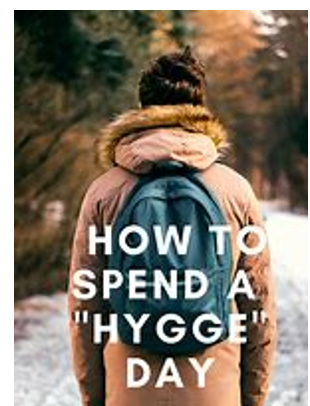 HOW TO
SPEND A
"HYGGE"
DAY